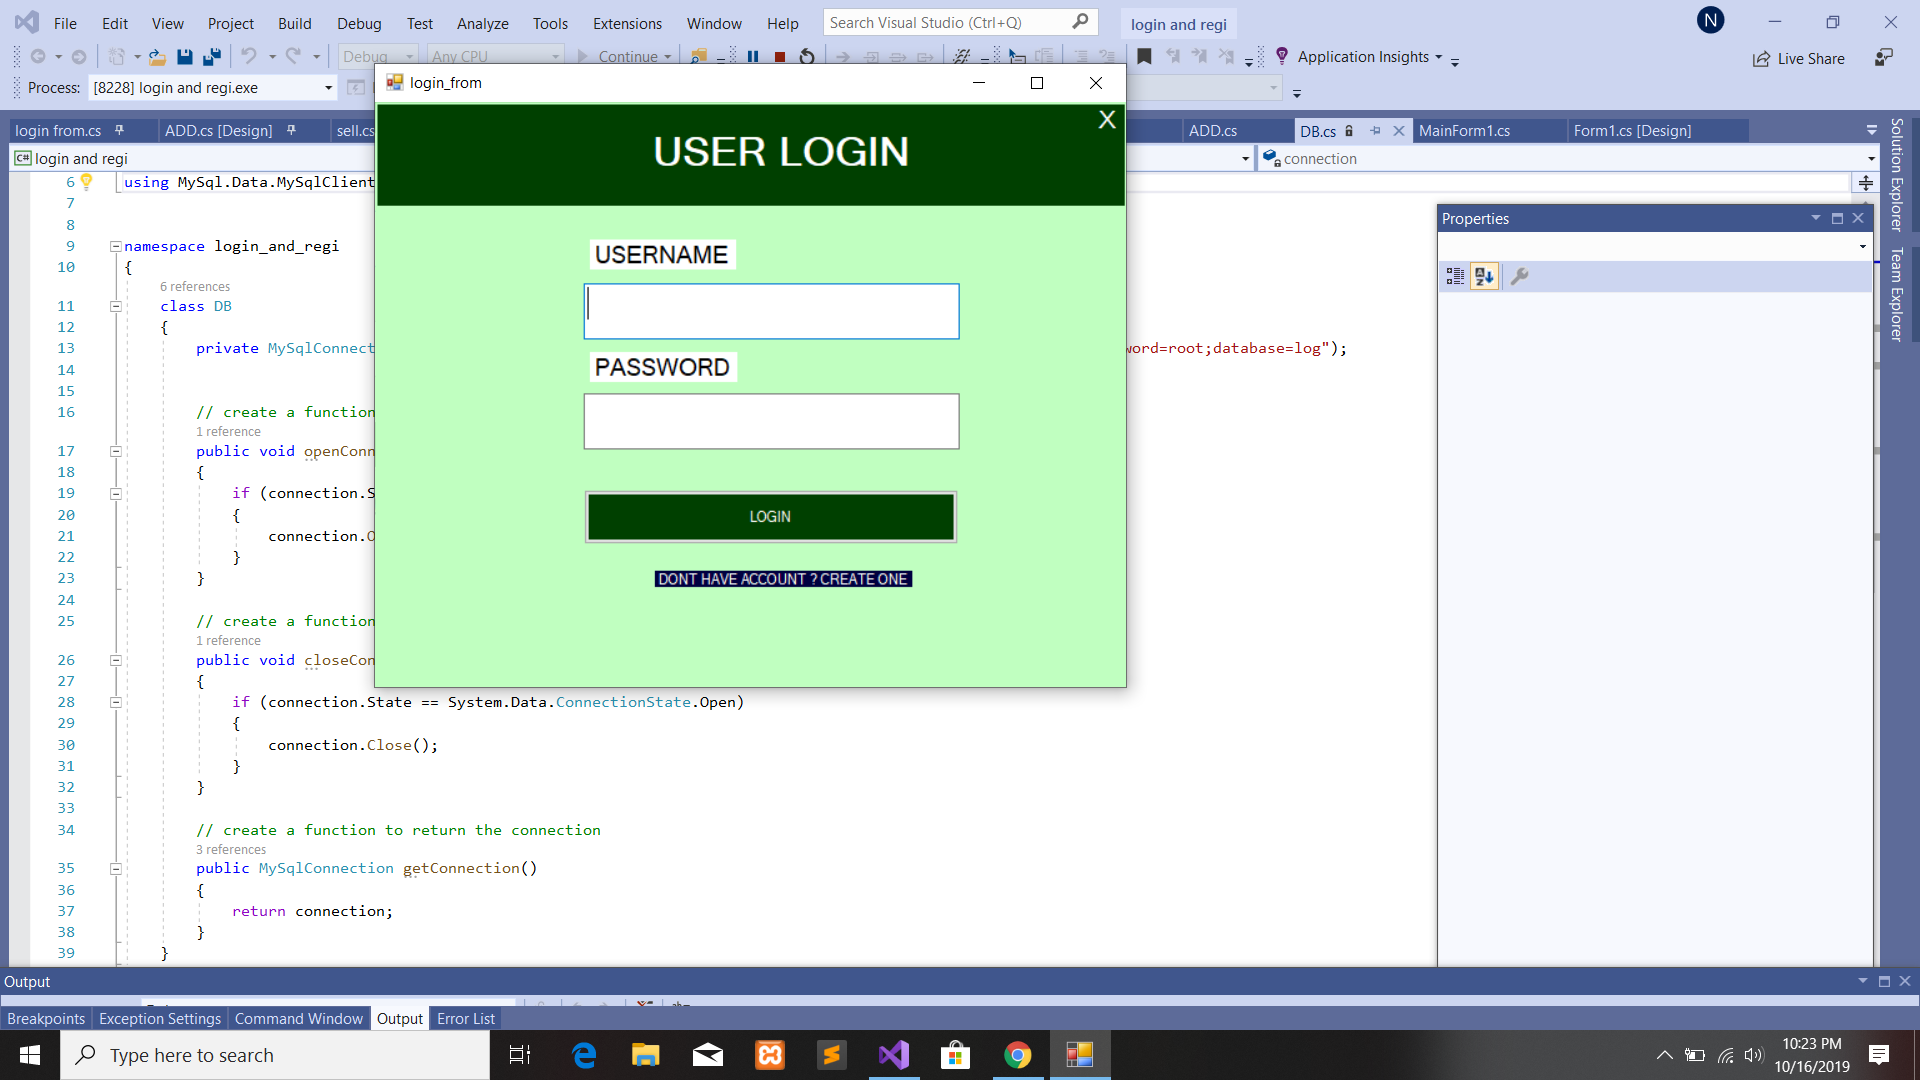 File Edit View Project Build Debug Test Analyze Tools Extensions Window Help Search Visual Studio (Ctrl+Q) login and regi N
Debug Any CPU Continue Application Insights Live Share
Process: [8228] login and regi.exe
login_from
login from.cs ADD.cs [Design] sell.cs ADD.cs DB.cs MainForm1.cs Form1.cs [Design]
C# login and regi connection
X
USER LOGIN
USERNAME
PASSWORD
LOGIN
DONT HAVE ACCOUNT ? CREATE ONE
6 using MySql.Data.MySqlClient
7
8
9 namespace login_and_regi
10 {
6 references
11 class DB
12 {
13 private MySqlConnect word=root;database=log");
14
15
16 // create a function
1 reference
17 public void openConn
18 {
19 if (connection.S
20 {
21 connection.O
22 }
23 }
24
25 // create a function
1 reference
26 public void closeCon
27 {
28 if (connection.State == System.Data.ConnectionState.Open)
29 {
30 connection.Close();
31 }
32 }
33
34 // create a function to return the connection
3 references
35 public MySqlConnection getConnection()
36 {
37 return connection;
38 }
39 }
Properties
Solution Explorer
Team Explorer
Output
Breakpoints Exception Settings Command Window Output Error List
Type here to search
10:23 PM
10/16/2019